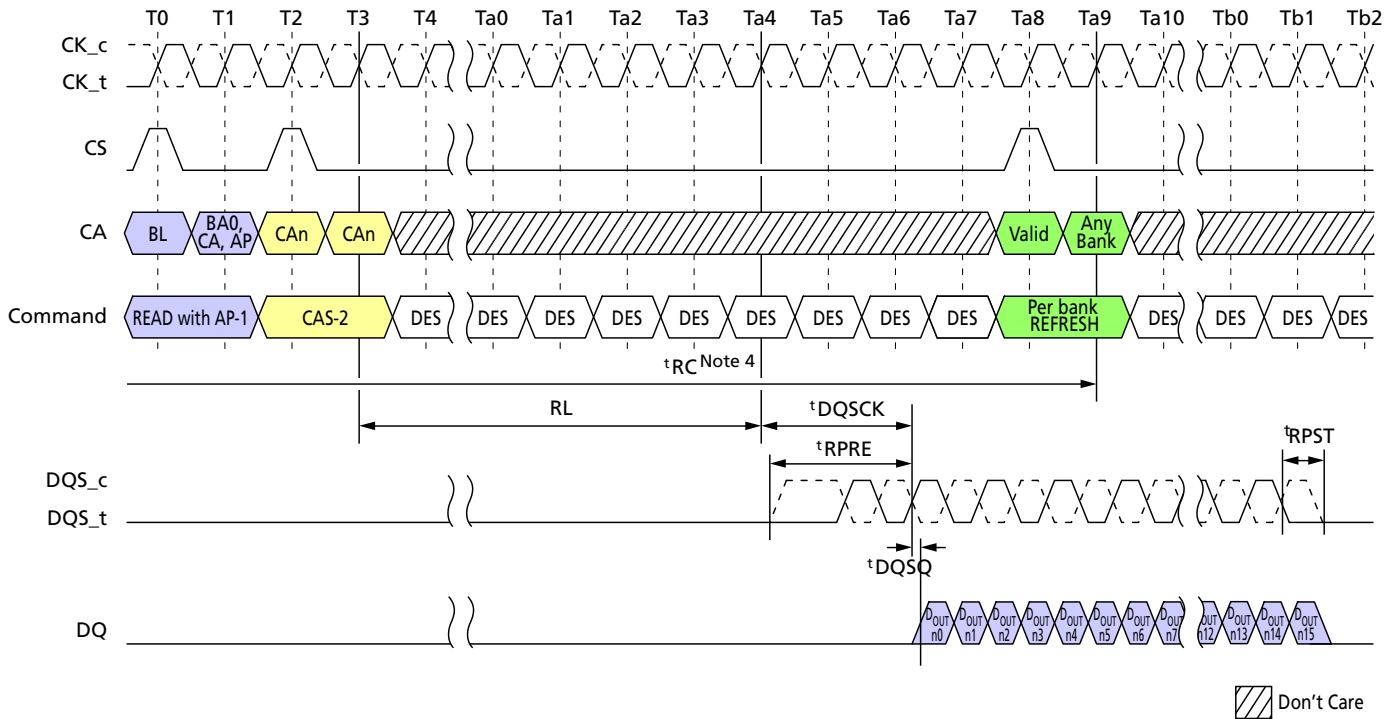 T0 T1 T2 T3 T4 Ta0 Ta1 Ta2 Ta3 Ta4 Ta5 Ta6 Ta7 Ta8 Ta9 Ta10 Tb0 Tb1 Tb2
CK_c
CK_t
CS
CA
BL
BA0,
CA, AP
CAn
CAn
Valid
Any
Bank
Command
READ with AP-1
CAS-2
DES DES DES DES DES DES DES DES DES
Per bank
REFRESH
DES DES DES DES
tRC Note 4
RL
tDQSCK
tRPRE
tRPST
DQS_c
DQS_t
tDQSQ
DQ
DOUT n0
DOUT n1
DOUT n2
DOUT n3
DOUT n4
DOUT n5
DOUT n6
DOUT n7
DOUT n12
DOUT n13
DOUT n14
DOUT n15
Don't Care